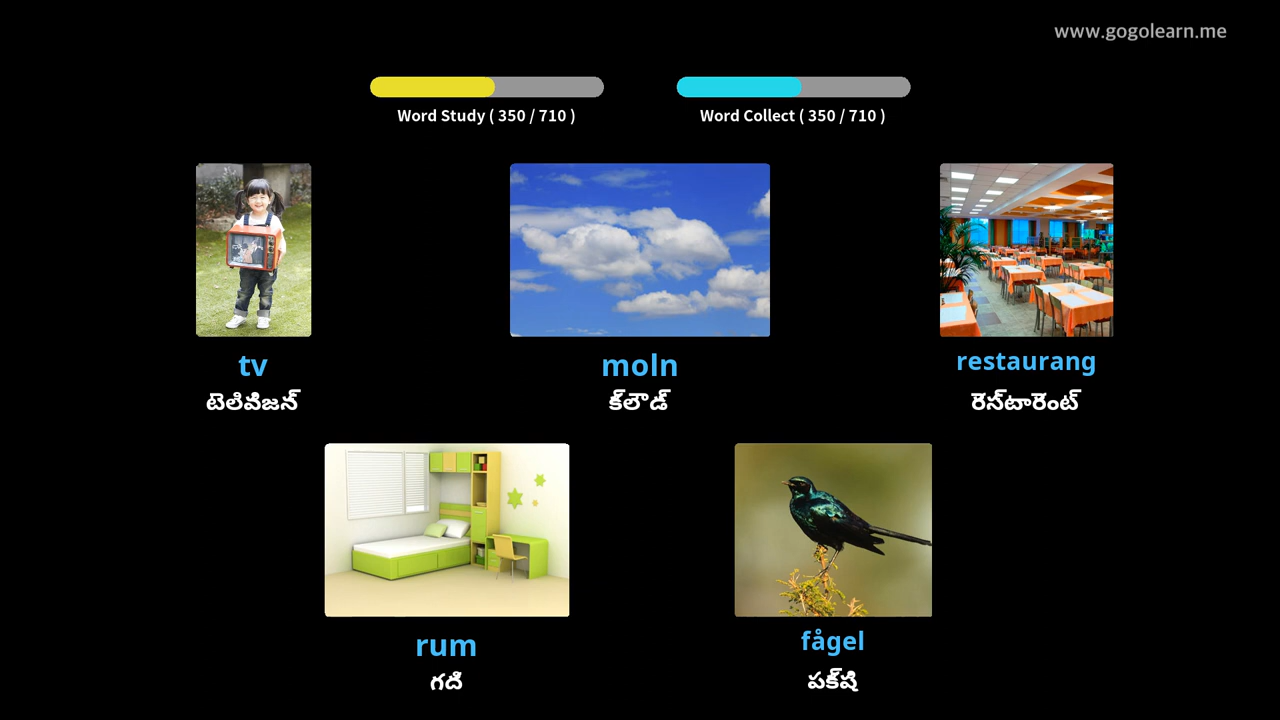 www.gogolearn.me
Word Study ( 350 / 710 )
Word Collect ( 350 / 710 )
tv
టెలివిజన్
moln
క్లౌడ్
restaurang
రెస్టారెంట్
rum
గది
fågel
పక్షి